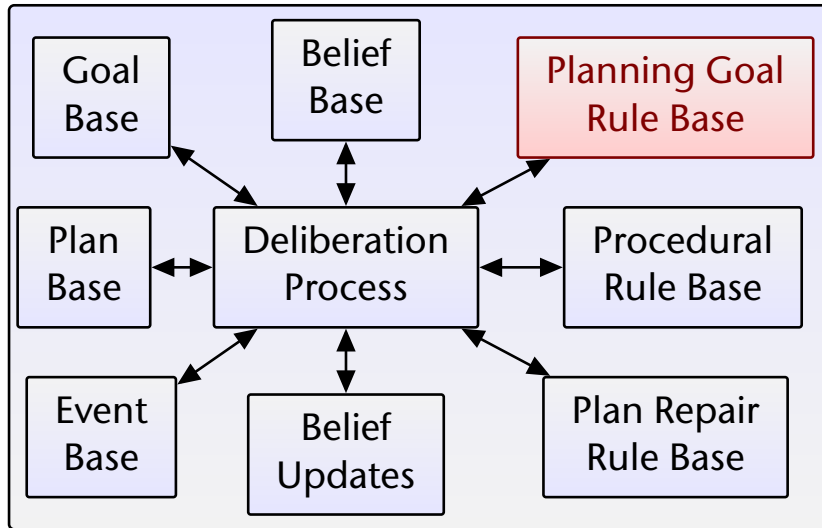 Goal
Base
Belief
Base
Planning Goal
Rule Base
Plan
Base
Deliberation
Process
Procedural
Rule Base
Event
Base
Belief
Updates
Plan Repair
Rule Base